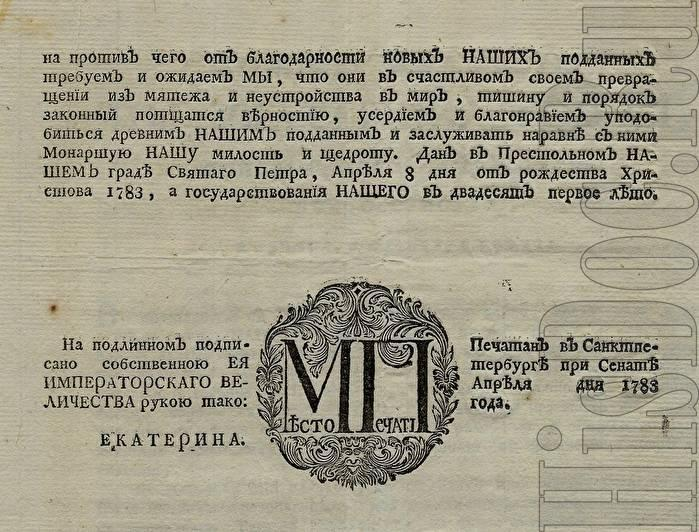 на противъ чего отъ благодарности новыхъ НАШИХЪ подданныхъ
требуемъ и ожидаемъ МЫ, что они въ счастливомъ своемъ превра-
щеніи изъ мятежа и неустройства въ миръ, тишину и порядокъ
законный потщатся вѣрностію, усердіемъ и благонравіемъ уподо-
биться древнимъ НАШИМЪ подданнымъ и заслуживать наравнѣ съ ними
Монаршую НАШУ милость и щедроту. Данъ въ Престольномъ НА-
ШЕМЪ градѣ Святаго Петра, Апрѣля 8 дня отъ рождества Хри-
стова 1783, а государствованія НАШЕГО въ двадесять первое лѣто.
На подлинномъ подпи-
сано собственною ЕЯ
ИМПЕРАТОРСКАГО ВЕ-
ЛИЧЕСТВА рукою тако:
ЕКАТЕРИНА.
МѢСТО ПЕЧАТИ
Печатанъ въ Санктпе-
тербургѣ при Сенатѣ
Апрѣля дня 1783
года.
HisDoc.ru